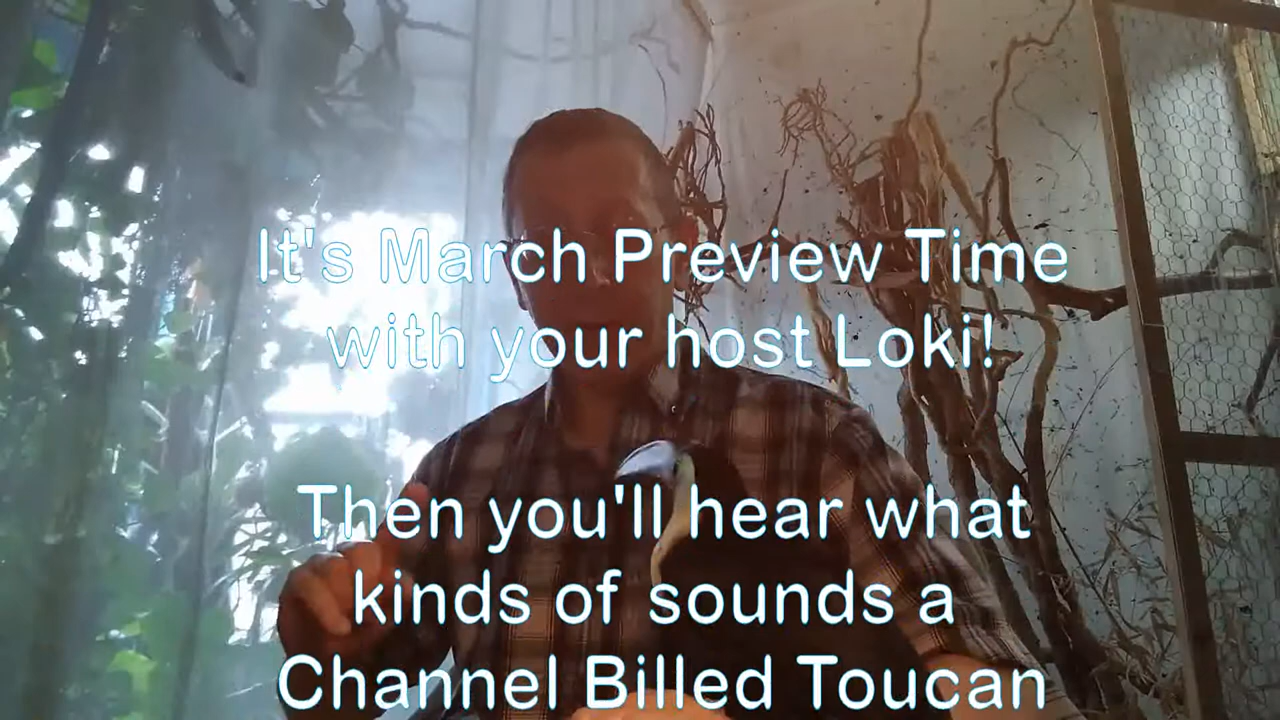 It's March Preview Time
with your host Loki!
Then you'll hear what
kinds of sounds a
Channel Billed Toucan